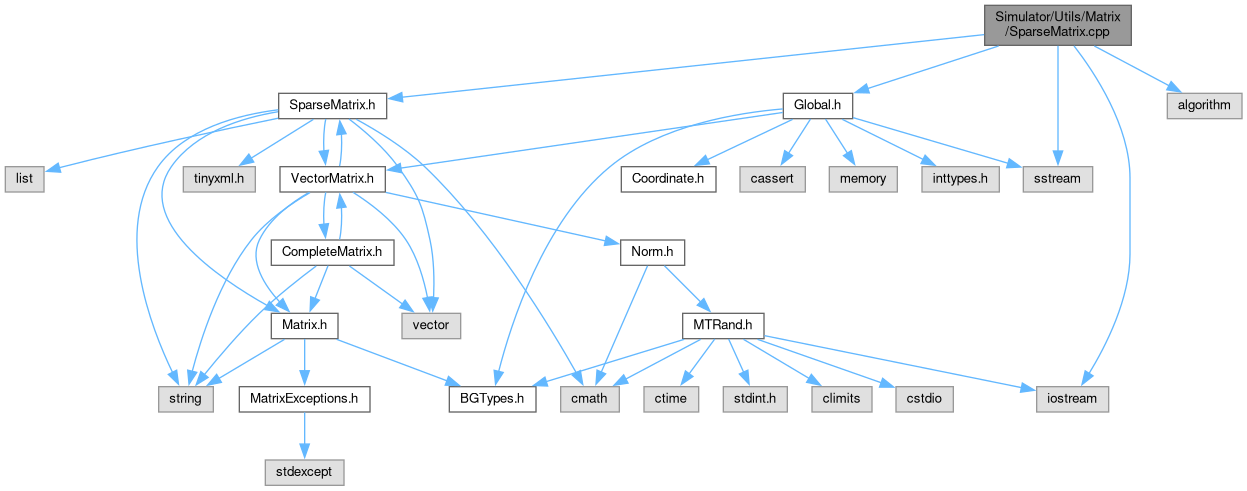 Simulator/Utils/Matrix
/SparseMatrix.cpp
SparseMatrix.h
Global.h
algorithm
list
tinyxml.h
VectorMatrix.h
Coordinate.h
cassert
memory
inttypes.h
sstream
CompleteMatrix.h
Norm.h
Matrix.h
vector
MTRand.h
string
MatrixExceptions.h
BGTypes.h
cmath
ctime
stdint.h
climits
cstdio
iostream
stdexcept